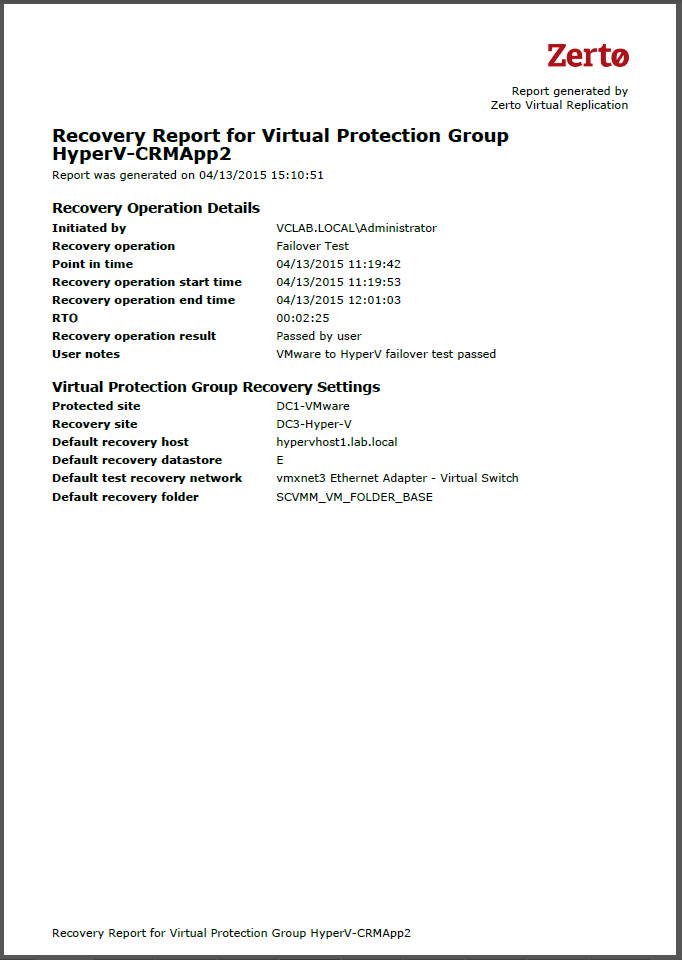 Zerto
Report generated by
Zerto Virtual Replication
Recovery Report for Virtual Protection Group
HyperV-CRMApp2
Report was generated on 04/13/2015 15:10:51
Recovery Operation Details
Initiated by VCLAB.LOCAL\Administrator
Recovery operation Failover Test
Point in time 04/13/2015 11:19:42
Recovery operation start time 04/13/2015 11:19:53
Recovery operation end time 04/13/2015 12:01:03
RTO 00:02:25
Recovery operation result Passed by user
User notes VMware to HyperV failover test passed
Virtual Protection Group Recovery Settings
Protected site DC1-VMware
Recovery site DC3-Hyper-V
Default recovery host hypervhost1.lab.local
Default recovery datastore E
Default test recovery network vmxnet3 Ethernet Adapter - Virtual Switch
Default recovery folder SCVMM_VM_FOLDER_BASE
Recovery Report for Virtual Protection Group HyperV-CRMApp2